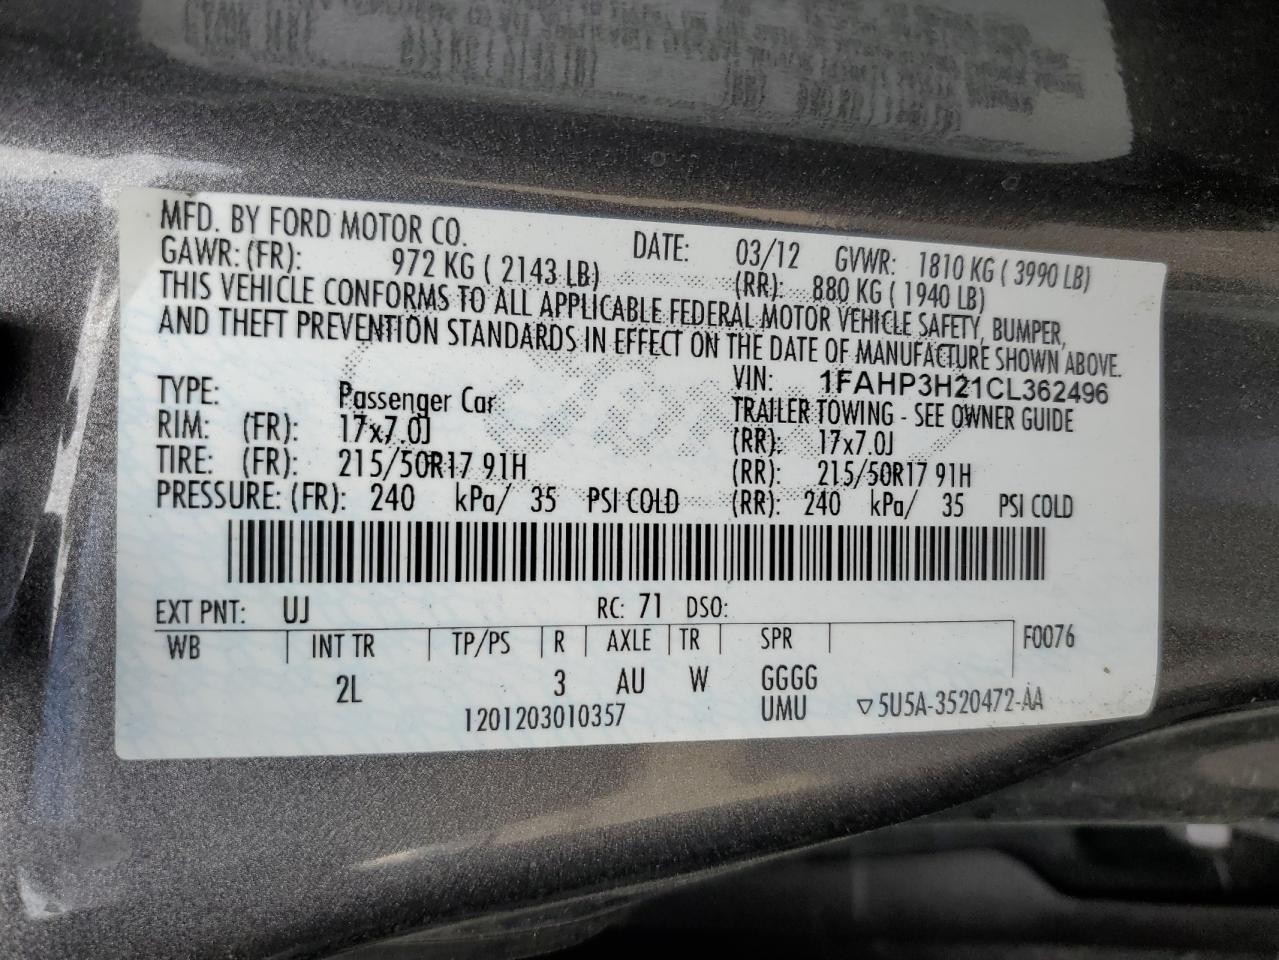 MFD. BY FORD MOTOR CO. DATE: 03/12 GVWR: 1810 KG ( 3990 LB)
GAWR: (FR): 972 KG ( 2143 LB) (RR): 880 KG ( 1940 LB)
THIS VEHICLE CONFORMS TO ALL APPLICABLE FEDERAL MOTOR VEHICLE SAFETY, BUMPER,
AND THEFT PREVENTION STANDARDS IN EFFECT ON THE DATE OF MANUFACTURE SHOWN ABOVE.
VIN: 1FAHP3H21CL362496
TYPE: Passenger Car TRAILER TOWING - SEE OWNER GUIDE
RIM: (FR): 17x7.0J (RR): 17x7.0J
TIRE: (FR): 215/50R17 91H (RR): 215/50R17 91H
PRESSURE: (FR): 240 kPa/ 35 PSI COLD (RR): 240 kPa/ 35 PSI COLD
EXT PNT: UJ RC: 71 DSO:
WB INT TR TP/PS R AXLE TR SPR F0076
2L 3 AU W GGGG
1201203010357 UMU ▽5U5A-3520472-AA